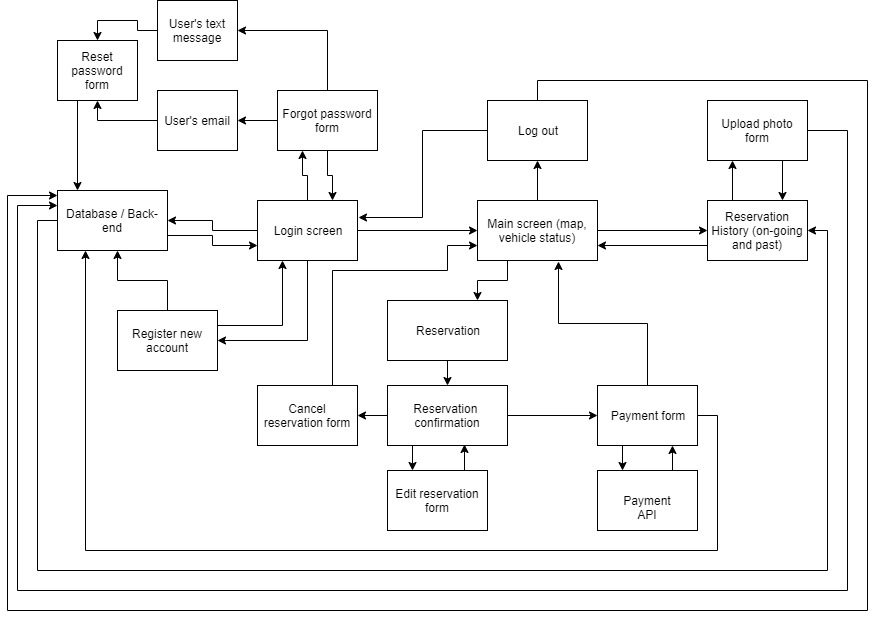 User's text
message
Reset
password
form
User's email
Forgot password
form
Log out
Upload photo
form
Database / Back-
end
Login screen
Main screen (map,
vehicle status)
Reservation
History (on-going
and past)
Register new
account
Reservation
Cancel
reservation form
Reservation
confirmation
Payment form
Edit reservation
form
Payment
API